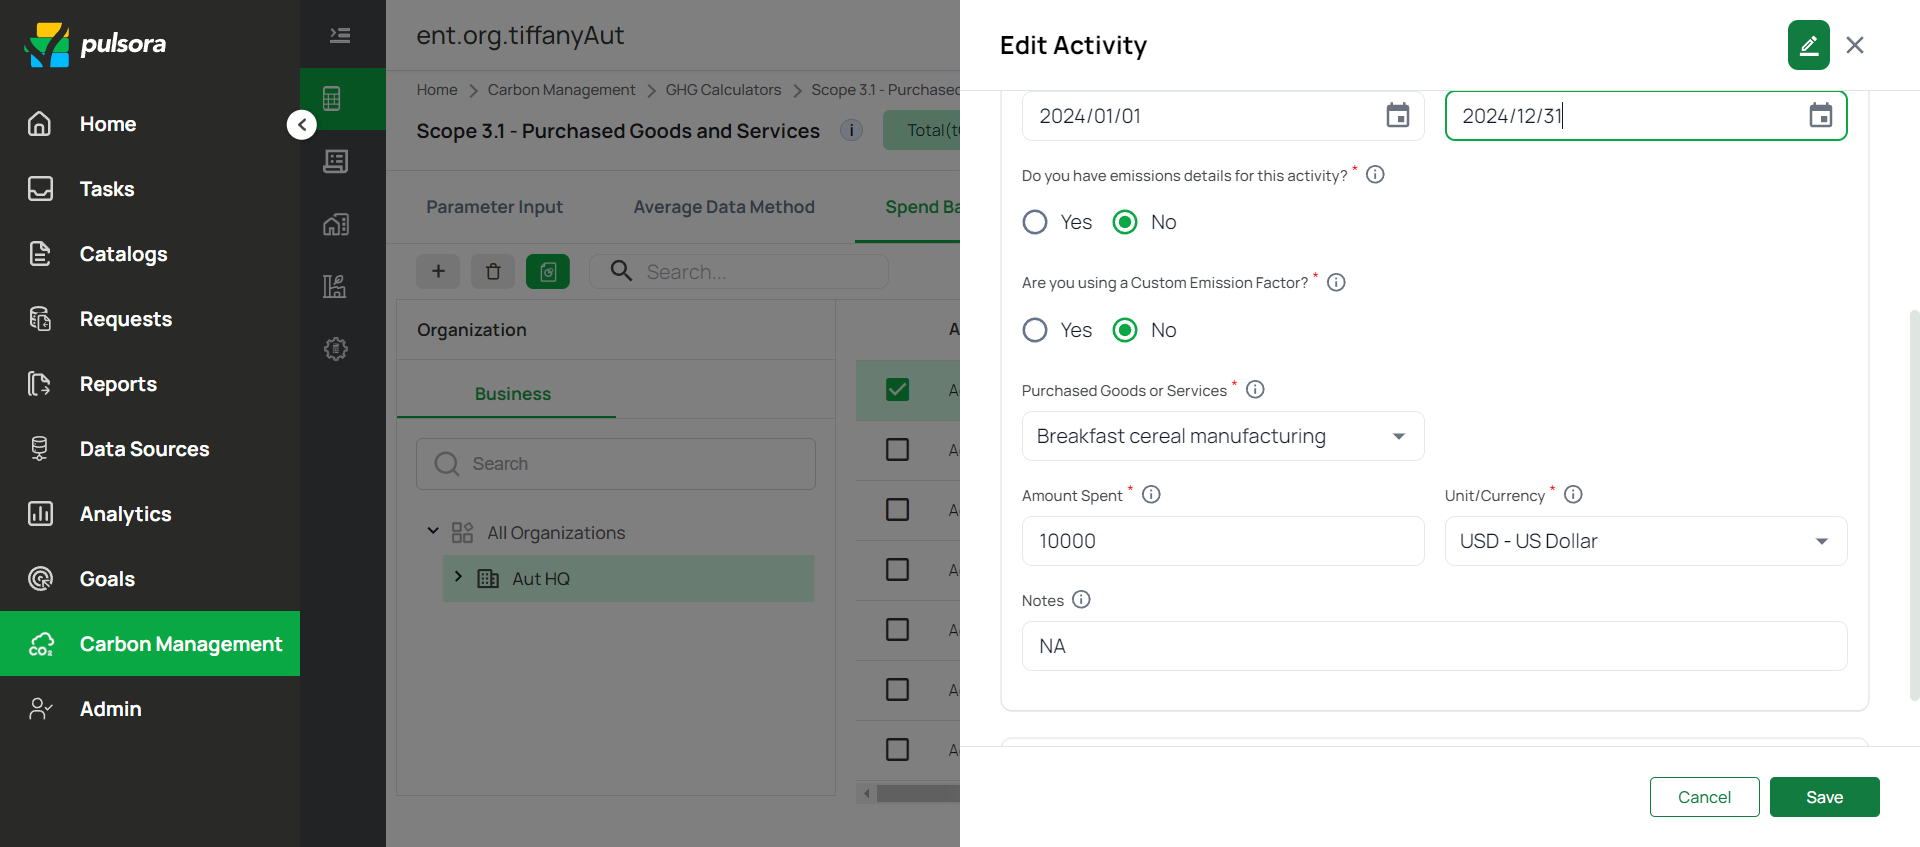 pulsora
Home
Tasks
Catalogs
Requests
Reports
Data Sources
Analytics
Goals
CO₂
Carbon Management
Admin
ent.org.tiffanyAut
Home > Carbon Management > GHG Calculators > Scope 3.1 - Purchased
Scope 3.1 - Purchased Goods and Services
Total(t
Parameter Input
Average Data Method
Spend Ba
Search...
Organization
Business
Search
All Organizations
Aut HQ
A
A
A
A
A
A
A
A
Edit Activity
2024/01/01
2024/12/31
Do you have emissions details for this activity? *
Yes
No
Are you using a Custom Emission Factor? *
Yes
No
Purchased Goods or Services *
Breakfast cereal manufacturing
Amount Spent *
Unit/Currency *
10000
USD - US Dollar
Notes
NA
Cancel
Save